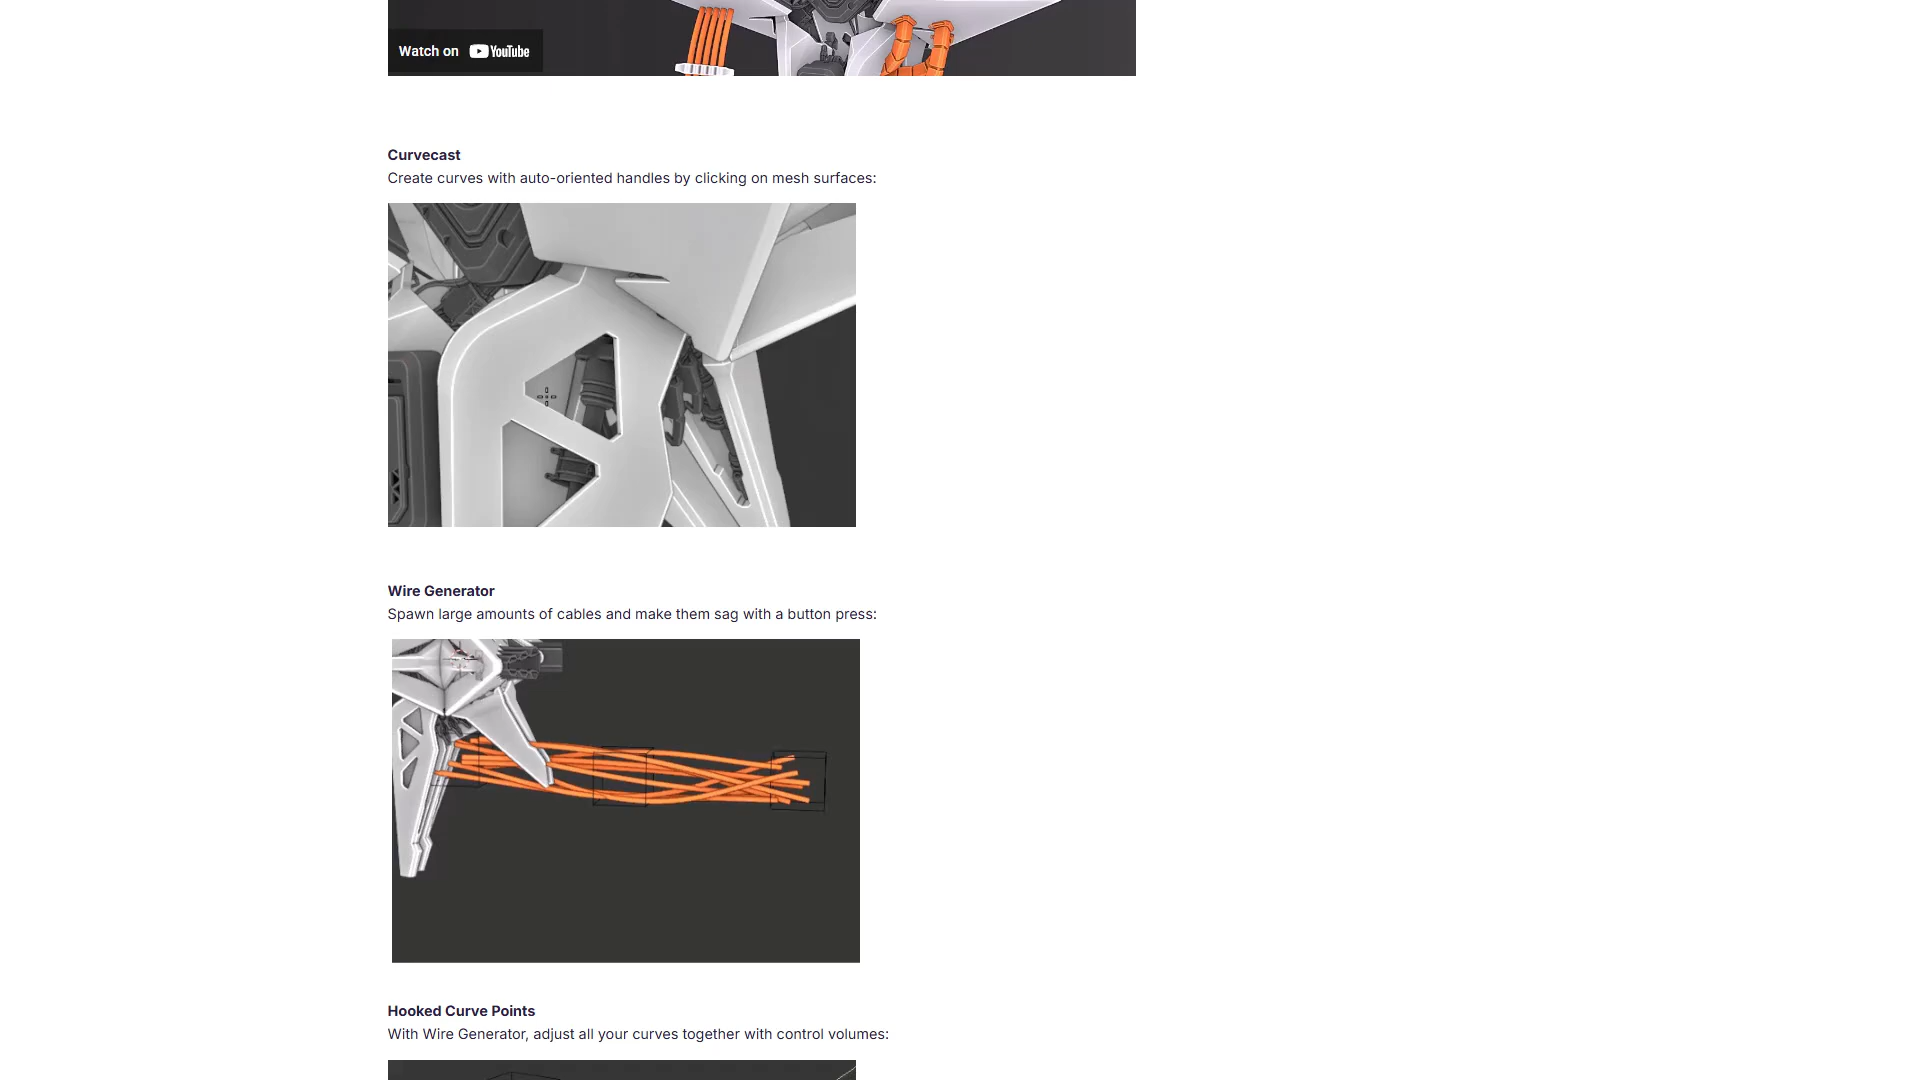 Watch on YouTube
Curvecast
Create curves with auto-oriented handles by clicking on mesh surfaces:
Wire Generator
Spawn large amounts of cables and make them sag with a button press:
Hooked Curve Points
With Wire Generator, adjust all your curves together with control volumes: